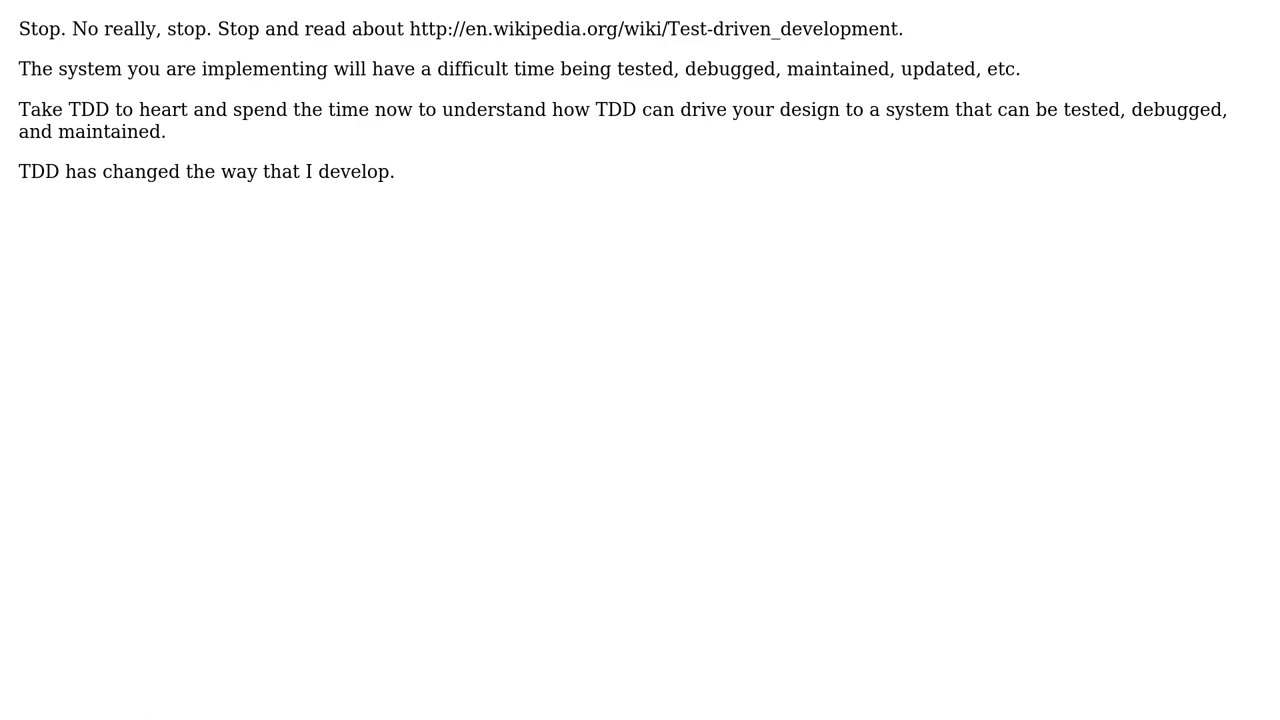 Stop. No really, stop. Stop and read about http://en.wikipedia.org/wiki/Test-driven_development.
The system you are implementing will have a difficult time being tested, debugged, maintained, updated, etc.
Take TDD to heart and spend the time now to understand how TDD can drive your design to a system that can be tested, debugged,
and maintained.
TDD has changed the way that I develop.